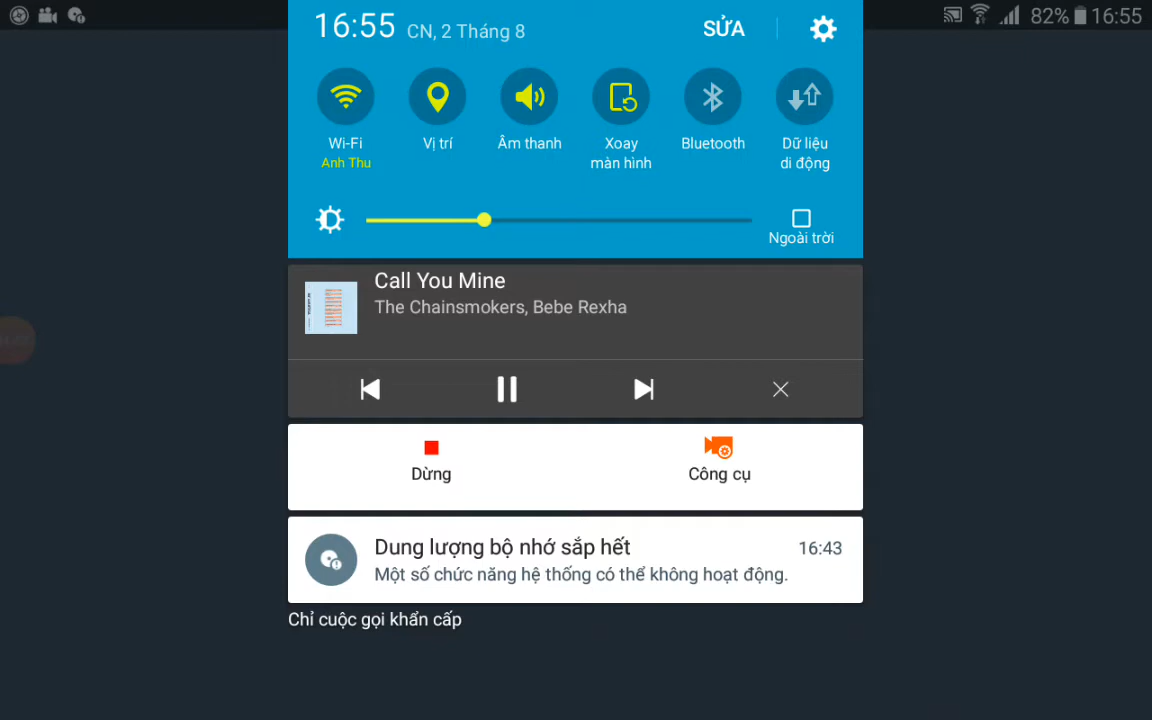 82% 16:55
16:55 CN, 2 Tháng 8 SỬA
Wi-Fi
Anh Thu
Vị trí
Âm thanh
Xoay
màn hình
Bluetooth
Dữ liệu
di động
Ngoài trời
Call You Mine
The Chainsmokers, Bebe Rexha
Dừng
Công cụ
Dung lượng bộ nhớ sắp hết 16:43
Một số chức năng hệ thống có thể không hoạt động.
Chỉ cuộc gọi khẩn cấp